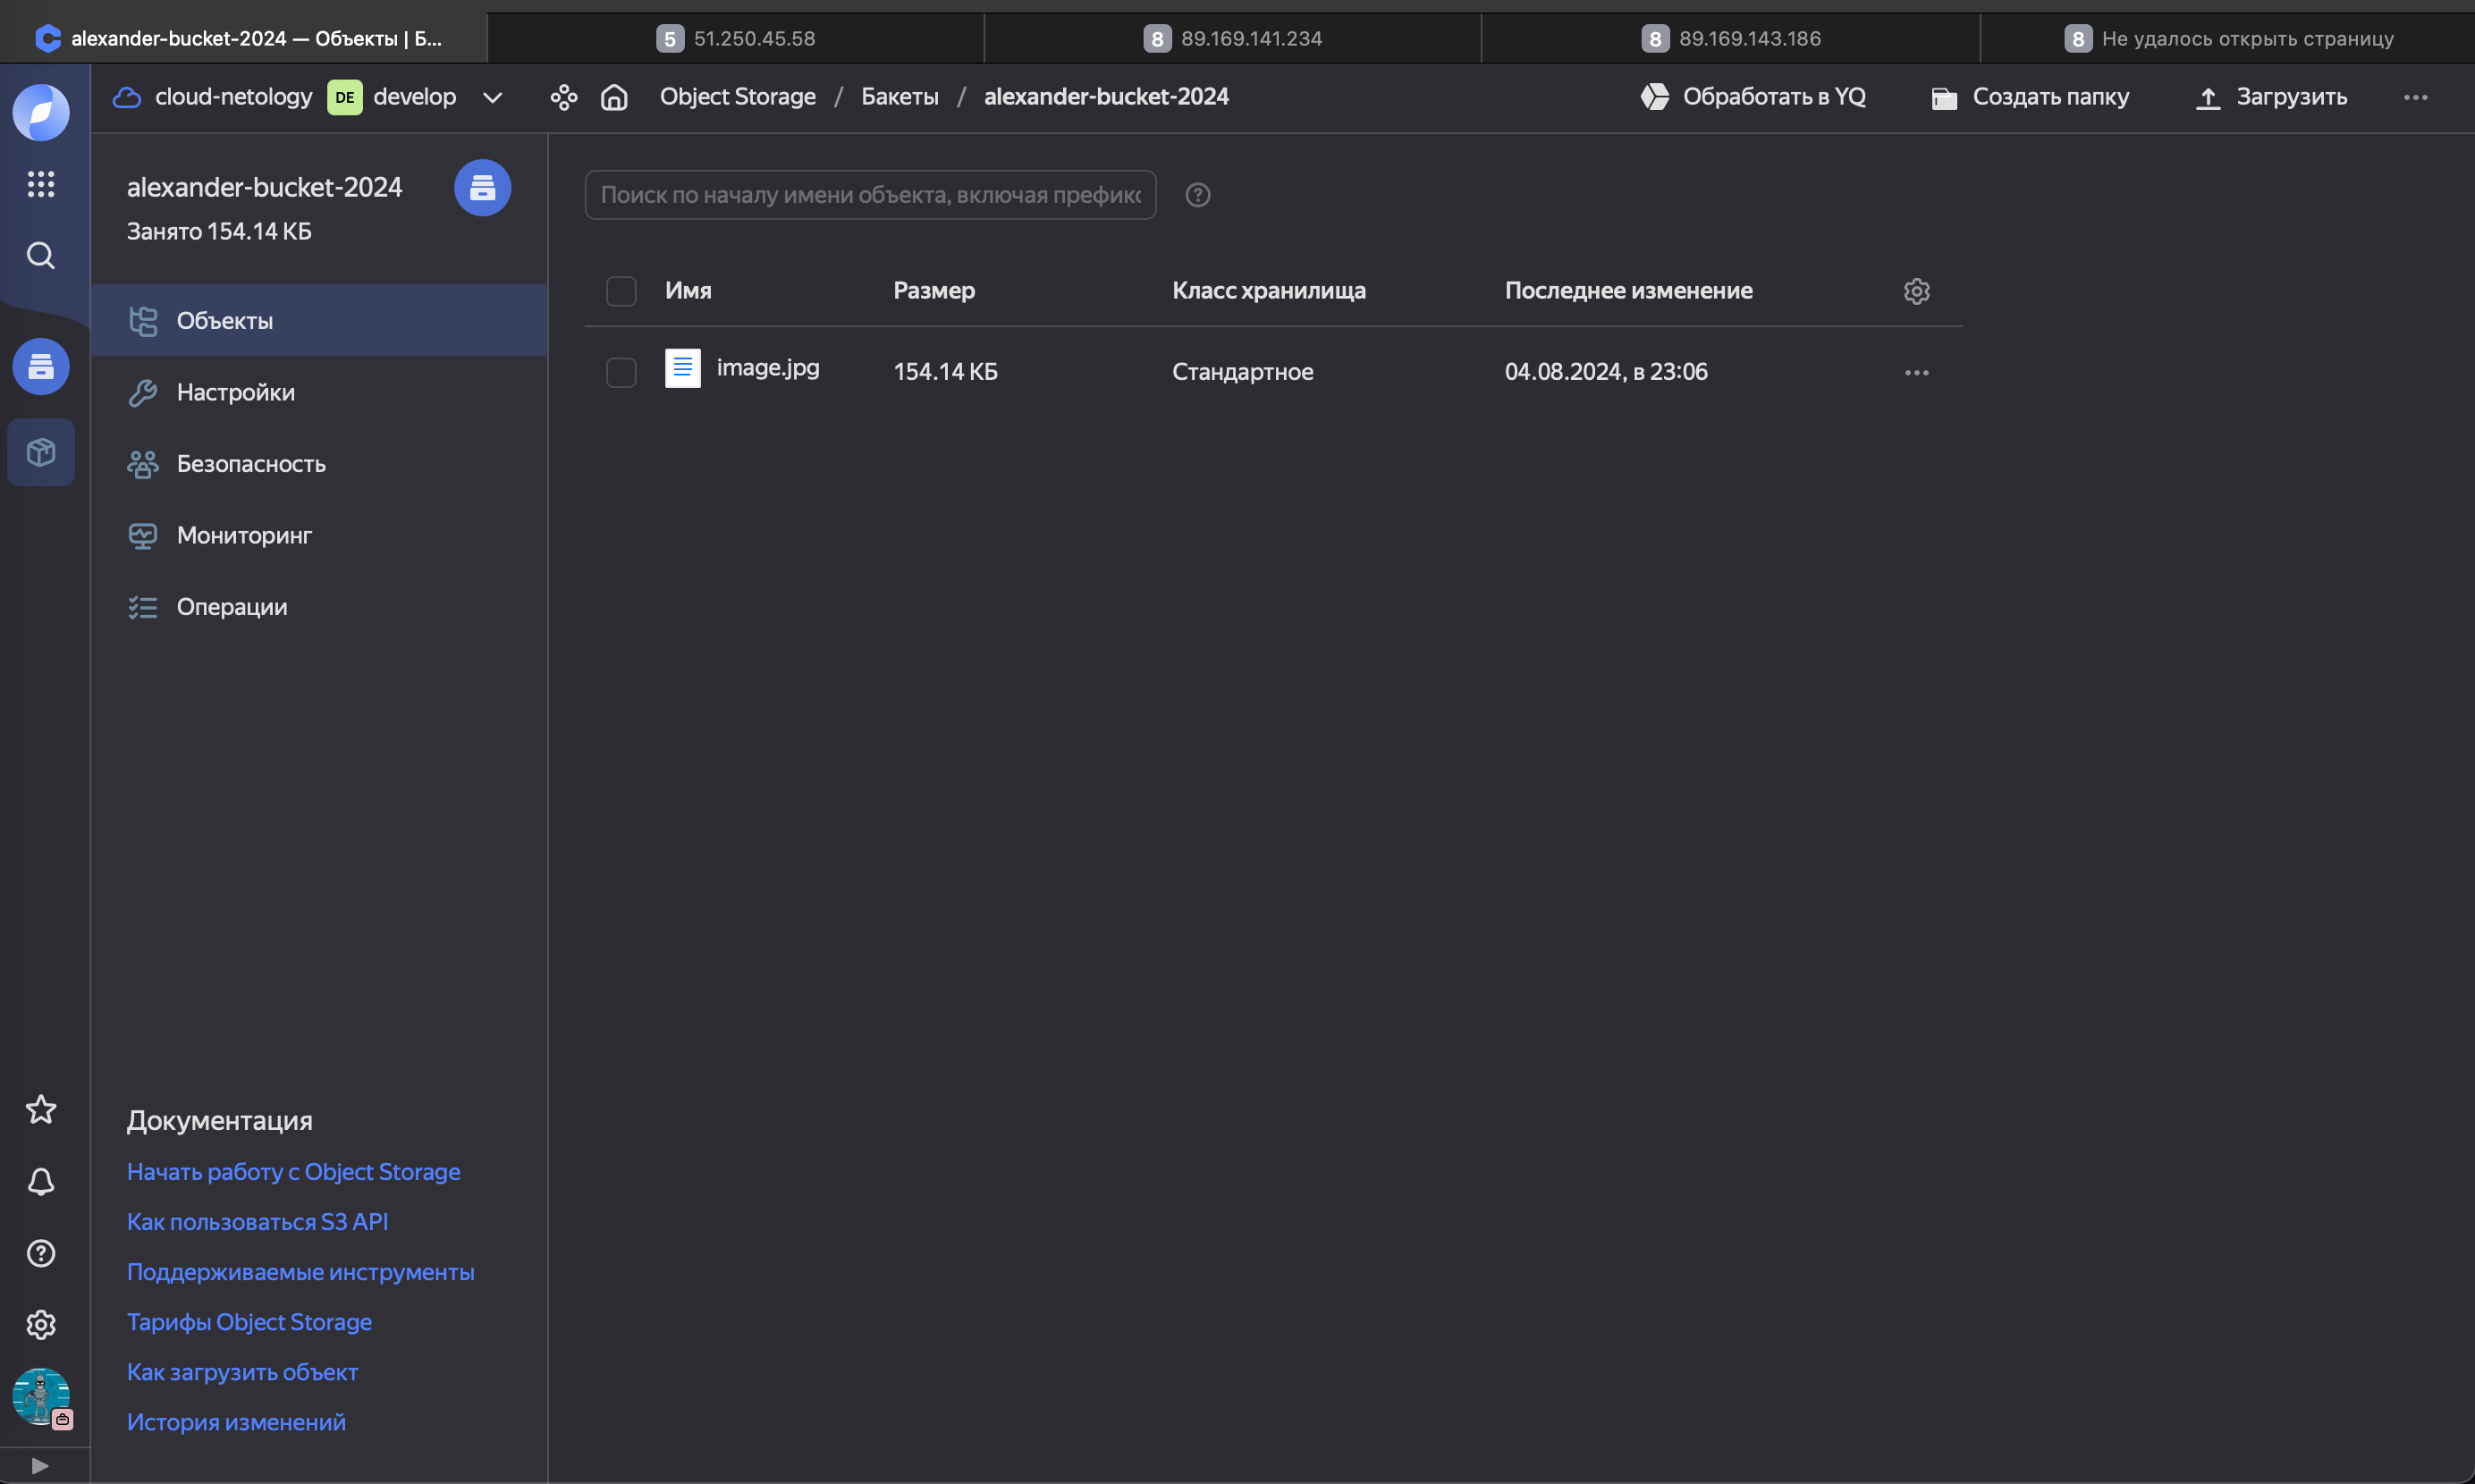 alexander-bucket-2024 — Объекты | Б...
5 51.250.45.58
8 89.169.141.234
8 89.169.143.186
8 Не удалось открыть страницу
cloud-netology DE develop
Object Storage / Бакеты / alexander-bucket-2024
Обработать в YQ
Создать папку
Загрузить
alexander-bucket-2024
Занято 154.14 КБ
Объекты
Настройки
Безопасность
Мониторинг
Операции
Документация
Начать работу с Object Storage
Как пользоваться S3 API
Поддерживаемые инструменты
Тарифы Object Storage
Как загрузить объект
История изменений
Поиск по началу имени объекта, включая префикс
Имя Размер Класс хранилища Последнее изменение
image.jpg 154.14 КБ Стандартное 04.08.2024, в 23:06